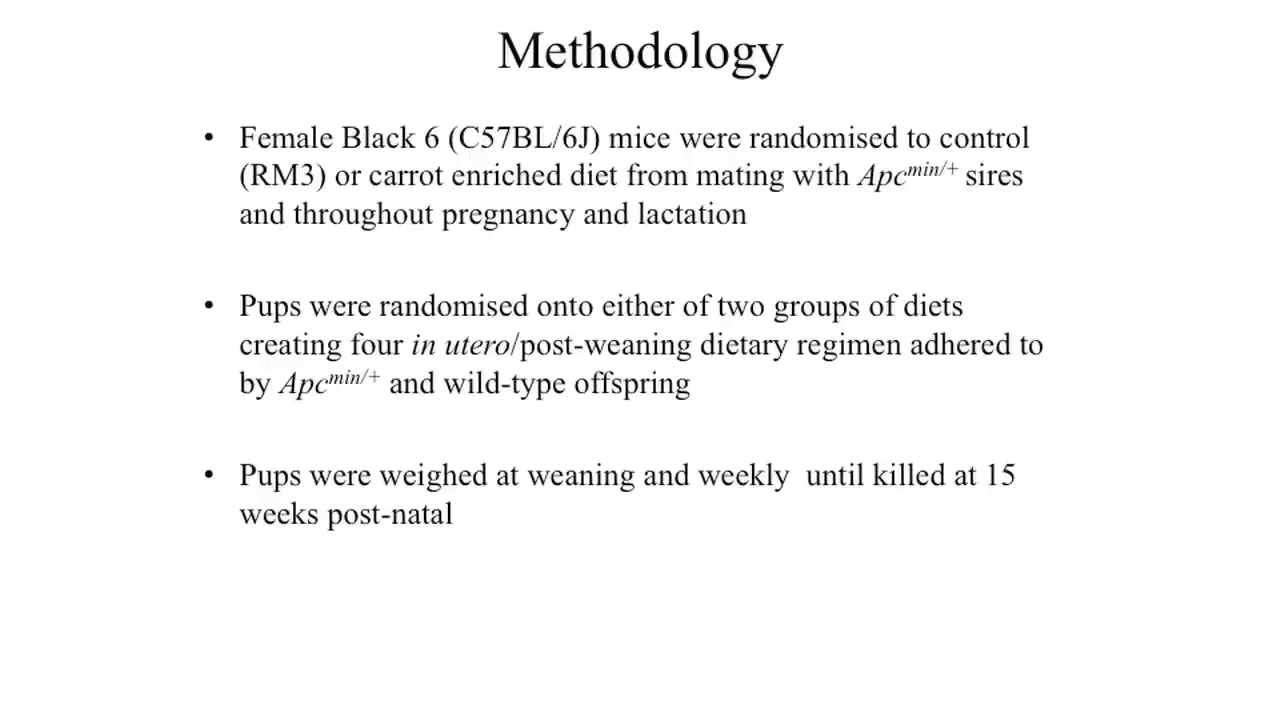 Methodology
• Female Black 6 (C57BL/6J) mice were randomised to control
(RM3) or carrot enriched diet from mating with Apcmin/+ sires
and throughout pregnancy and lactation
• Pups were randomised onto either of two groups of diets
creating four in utero/post-weaning dietary regimen adhered to
by Apcmin/+ and wild-type offspring
• Pups were weighed at weaning and weekly  until killed at 15
weeks post-natal